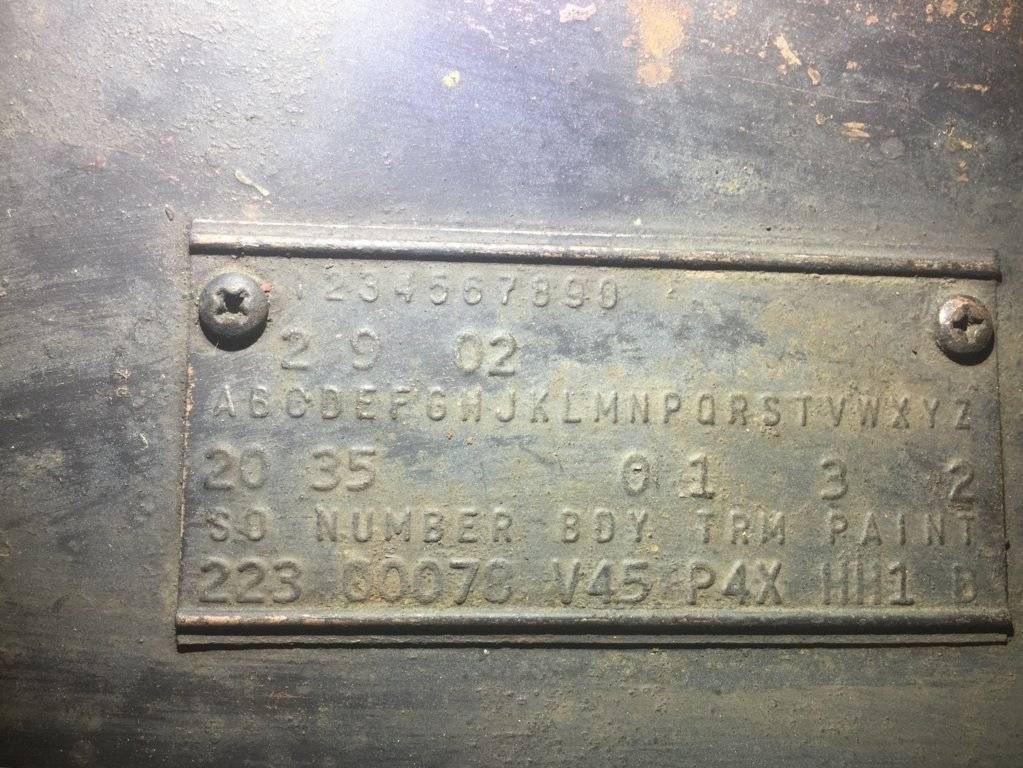 1234567890
2 9 02
ABCDEFGHJKLMNPQRSTVWXYZ
20 35 0 1 3 2
SO NUMBER BDY TRM PAINT
223 V45 P4X HH1